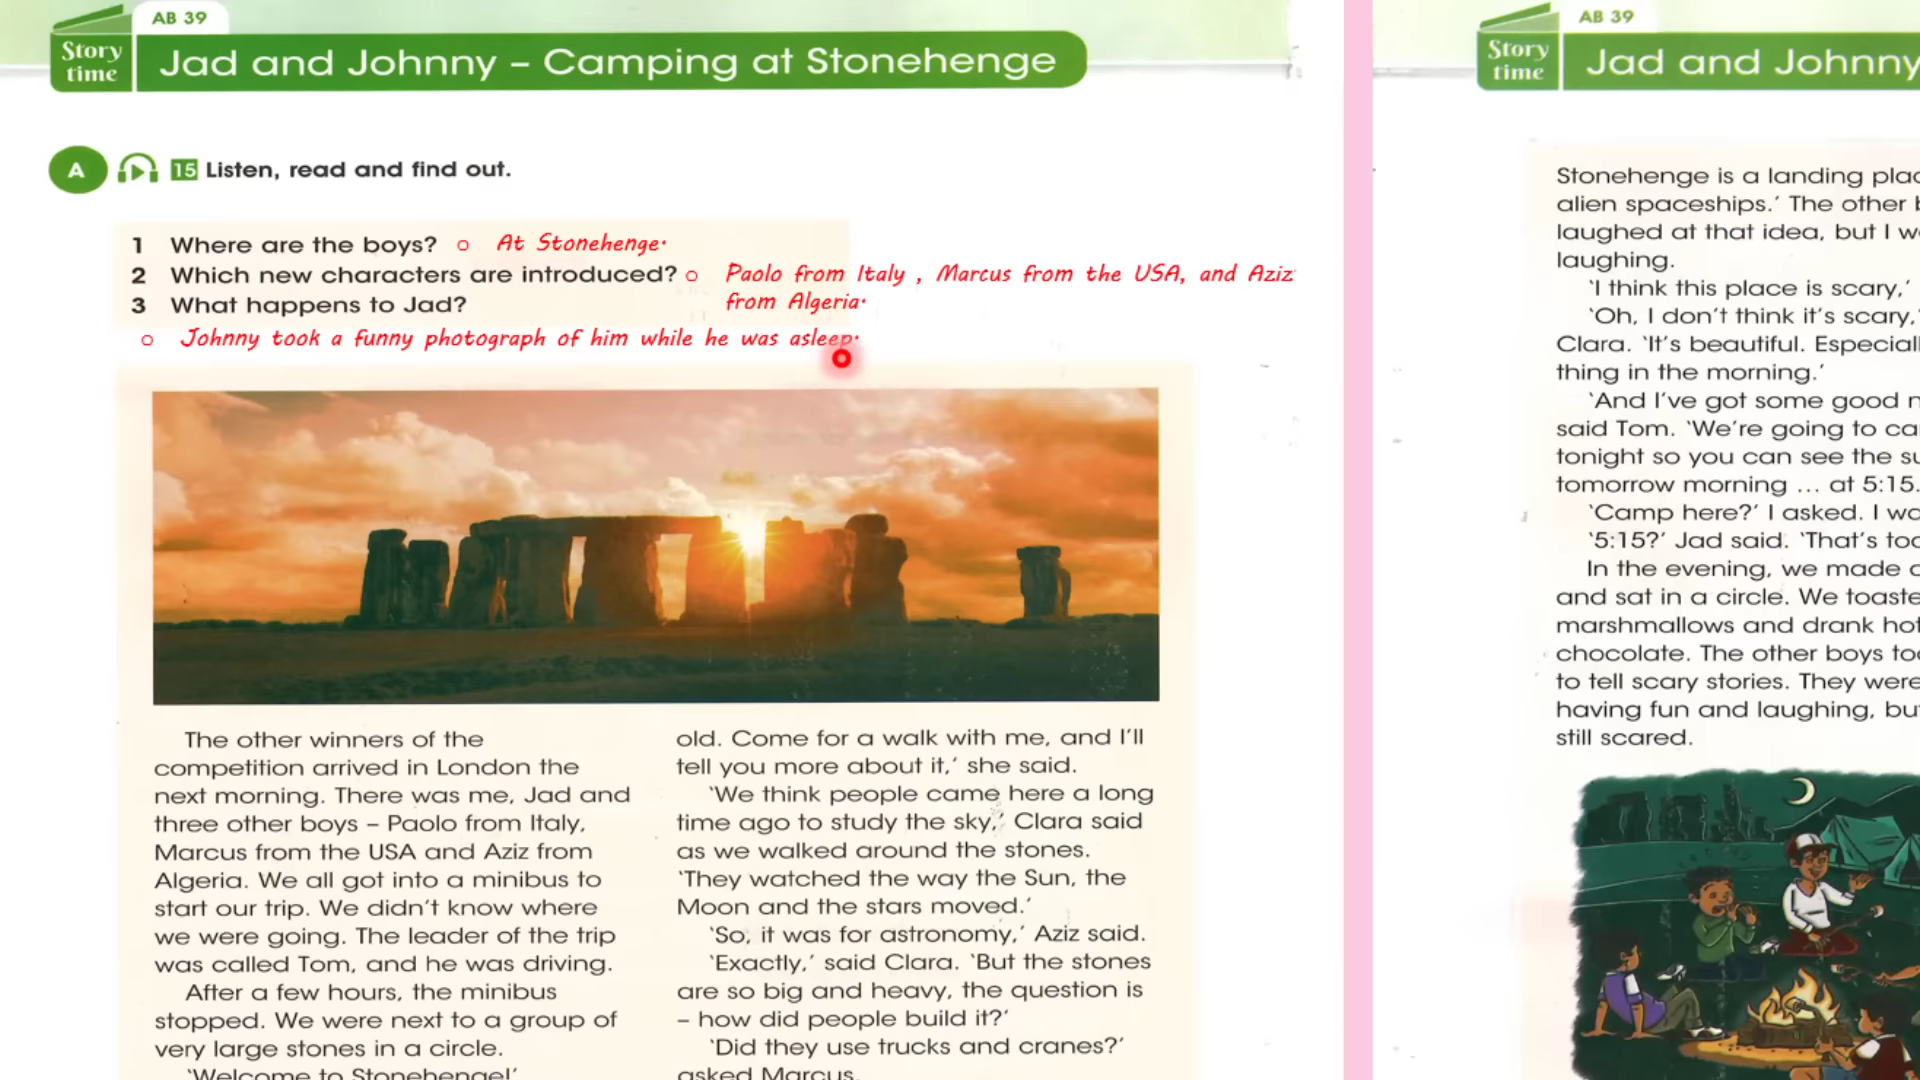 AB 39
Story time
Jad and Johnny – Camping at Stonehenge
A 15 Listen, read and find out.
1 Where are the boys? At Stonehenge.
2 Which new characters are introduced? Paolo from Italy , Marcus from the USA, and Aziz
from Algeria.
3 What happens to Jad?
Johnny took a funny photograph of him while he was asleep.
The other winners of the
competition arrived in London the
next morning. There was me, Jad and
three other boys – Paolo from Italy,
Marcus from the USA and Aziz from
Algeria. We all got into a minibus to
start our trip. We didn't know where
we were going. The leader of the trip
was called Tom, and he was driving.
After a few hours, the minibus
stopped. We were next to a group of
very large stones in a circle.
'Welcome to Stonehenge!'
old. Come for a walk with me, and I'll
tell you more about it,' she said.
'We think people came here a long
time ago to study the sky,' Clara said
as we walked around the stones.
'They watched the way the Sun, the
Moon and the stars moved.'
'So, it was for astronomy,' Aziz said.
'Exactly,' said Clara. 'But the stones
are so big and heavy, the question is
– how did people build it?'
'Did they use trucks and cranes?'
asked Marcus.
AB 39
Story time
Jad and Johnny
Stonehenge is a landing
alien spaceships.' The other
laughed at that idea, but I
laughing.
'I think this place is scary,'
'Oh, I don't think it's scary,'
Clara. 'It's beautiful.
thing in the morning.'
'And I've got some good
said Tom. 'We're going to
tonight so you can see the
tomorrow morning ... at 5:15.
'Camp here?' I asked. I
'5:15?' Jad said. 'That's
In the evening, we made
and sat in a circle. We
marshmallows and drank
chocolate. The other boys
to tell scary stories. They were
having fun and laughing,
still scared.